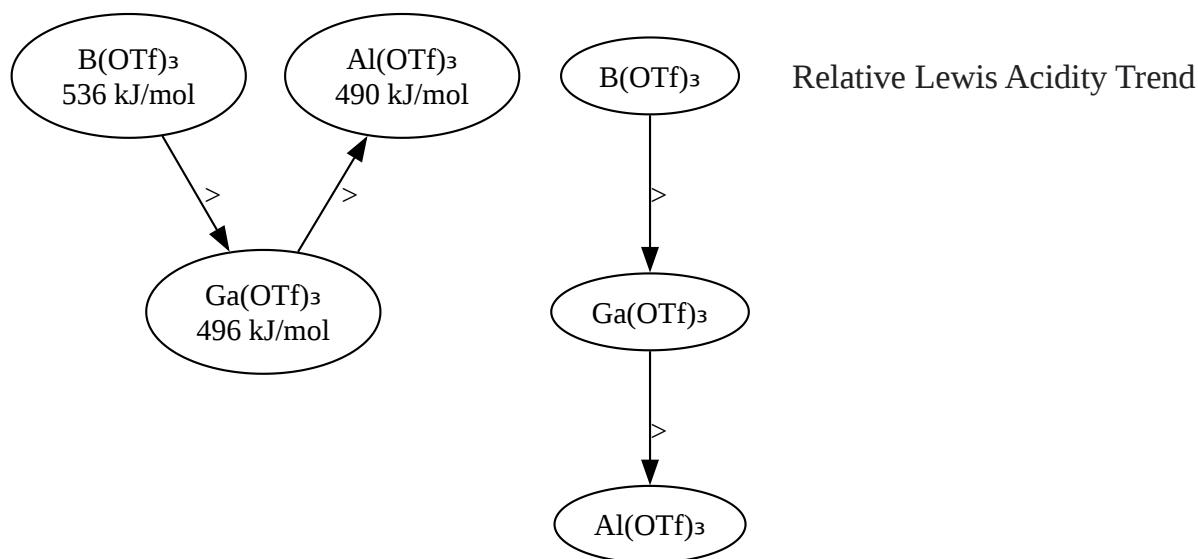 B(OTf)₃
536 kJ/mol
Al(OTf)₃
490 kJ/mol
B(OTf)₃
Relative Lewis Acidity Trend
>
>
>
Ga(OTf)₃
496 kJ/mol
Ga(OTf)₃
>
Al(OTf)₃